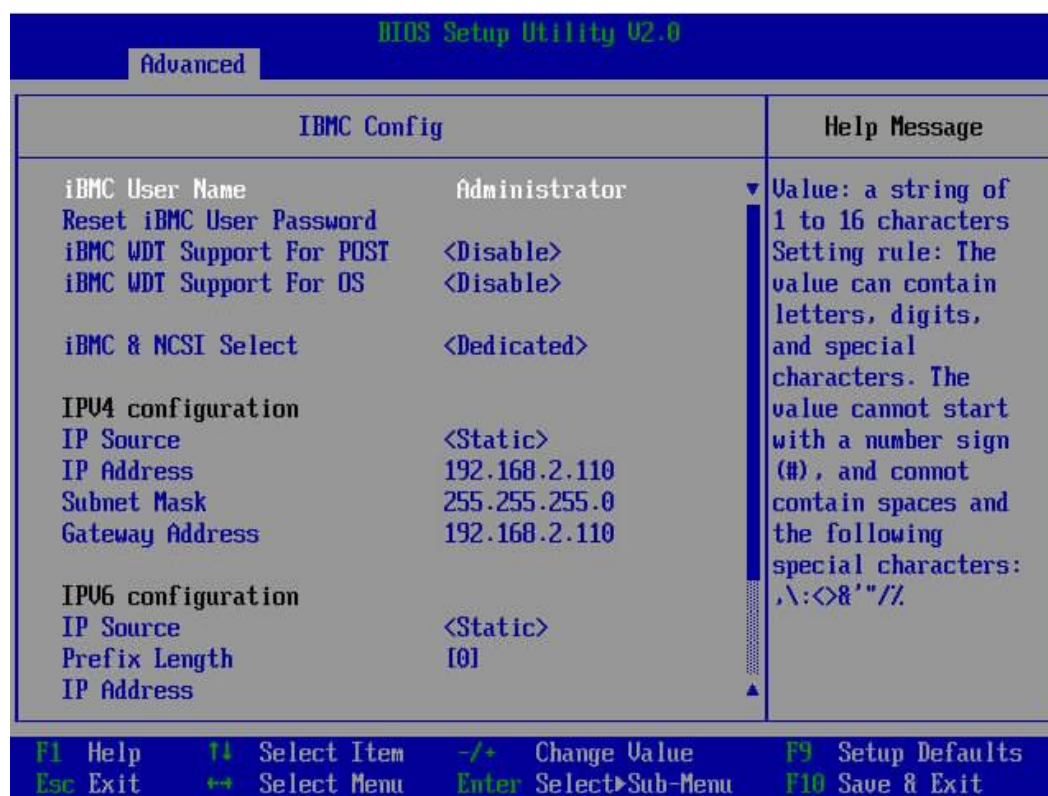 BIOS Setup Utility V2.0
Advanced
IBMC Config
iBMC User Name Administrator
Reset iBMC User Password
iBMC WDT Support For POST <Disable>
iBMC WDT Support For OS <Disable>
iBMC & NCSI Select <Dedicated>
IPV4 configuration
IP Source <Static>
IP Address 192.168.2.110
Subnet Mask 255.255.255.0
Gateway Address 192.168.2.110
IPV6 configuration
IP Source <Static>
Prefix Length [0]
IP Address
Help Message
Value: a string of
1 to 16 characters
Setting rule: The
value can contain
letters, digits,
and special
characters. The
value cannot start
with a number sign
(#), and connot
contain spaces and
the following
special characters:
,\:<>&'"/%
F1 Help ↑↓ Select Item -/+ Change Value F9 Setup Defaults
Esc Exit ←→ Select Menu Enter Select▶Sub-Menu F10 Save & Exit